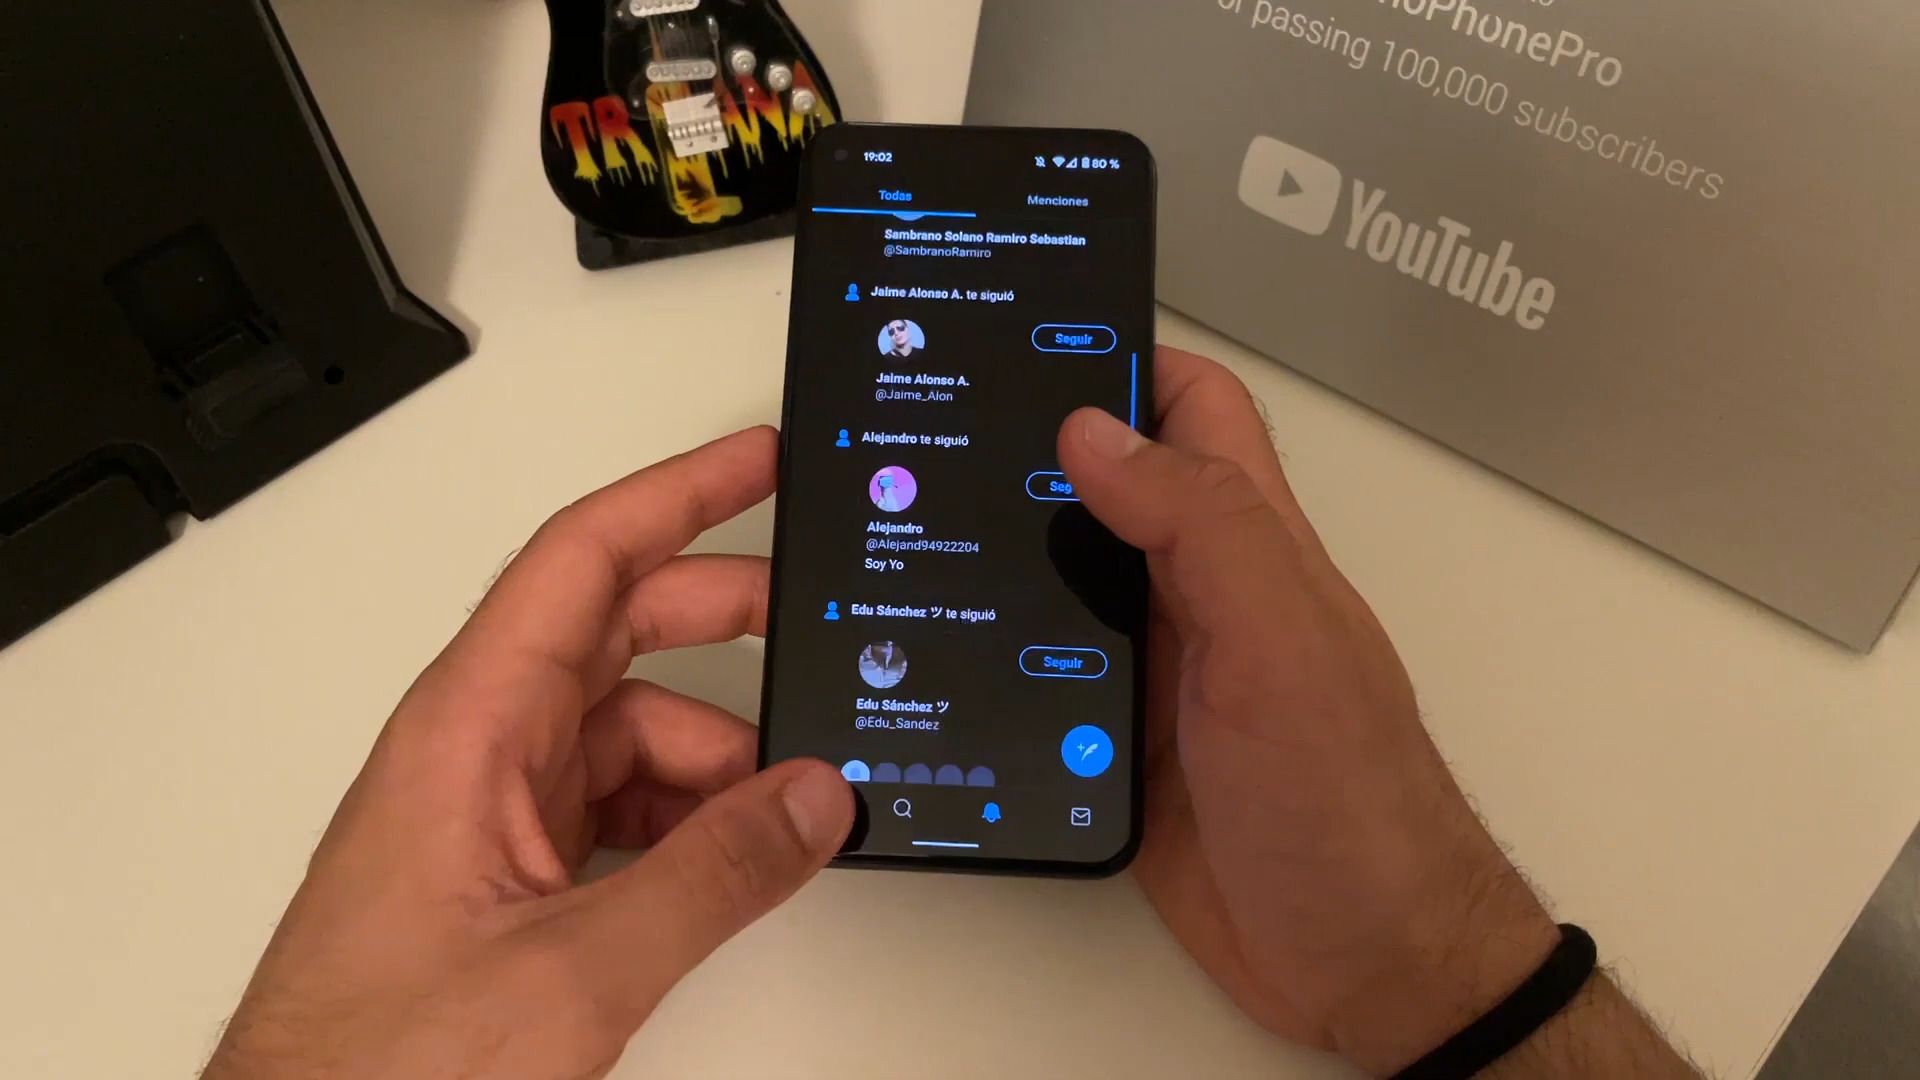 of passing 100,000 subscribers
YouTube
19:02
80 %
Todas
Menciones
Sambrano Solano Ramiro Sebastian
@SambranoRamiro
Jaime Alonso A. te siguió
Seguir
Jaime Alonso A.
@Jaime_Alon
Alejandro te siguió
Seg
Alejandro
@Alejand94922204
Soy Yo
Edu Sánchez ツ te siguió
Seguir
Edu Sánchez ツ
@Edu_Sandez